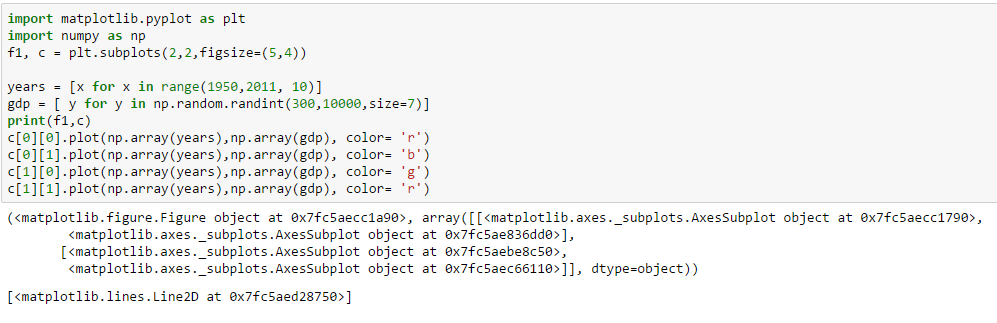 import matplotlib.pyplot as plt
import numpy as np
f1, c = plt.subplots(2,2,figsize=(5,4))

years = [x for x in range(1950,2011, 10)]
gdp = [ y for y in np.random.randint(300,10000,size=7)]
print(f1,c)
c[0][0].plot(np.array(years),np.array(gdp), color= 'r')
c[0][1].plot(np.array(years),np.array(gdp), color= 'b')
c[1][0].plot(np.array(years),np.array(gdp), color= 'g')
c[1][1].plot(np.array(years),np.array(gdp), color= 'r')
(<matplotlib.figure.Figure object at 0x7fc5aecc1a90>, array([[<matplotlib.axes._subplots.AxesSubplot object at 0x7fc5aecc1790>,
        <matplotlib.axes._subplots.AxesSubplot object at 0x7fc5ae836dd0>],
       [<matplotlib.axes._subplots.AxesSubplot object at 0x7fc5aebe8c50>,
        <matplotlib.axes._subplots.AxesSubplot object at 0x7fc5aec66110>]], dtype=object))
[<matplotlib.lines.Line2D at 0x7fc5aed28750>]